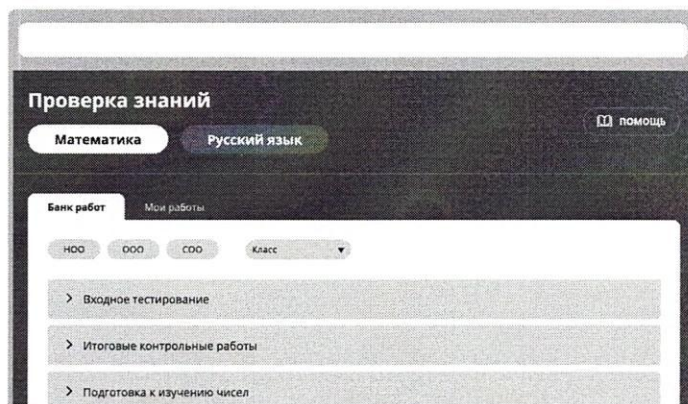 Проверка знаний
Математика Русский язык
помощь
Банк работ Мои работы
НОО ООО СОО Класс
Входное тестирование
Итоговые контрольные работы
Подготовка к изучению чисел